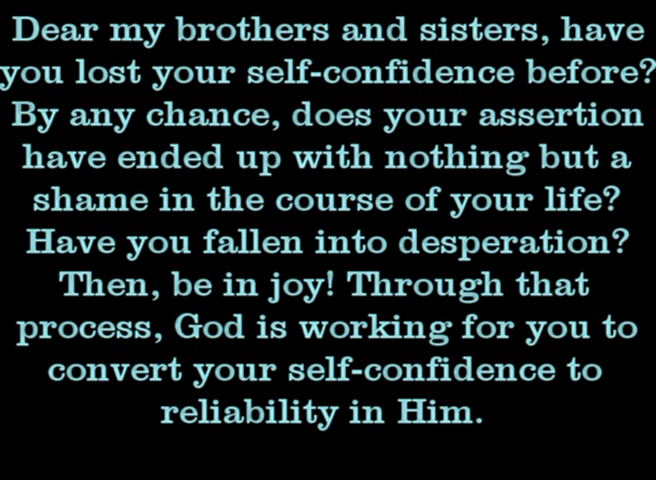 Dear my brothers and sisters, have
you lost your self-confidence before?
By any chance, does your assertion
have ended up with nothing but a
shame in the course of your life?
Have you fallen into desperation?
Then, be in joy! Through that
process, God is working for you to
convert your self-confidence to
reliability in Him.